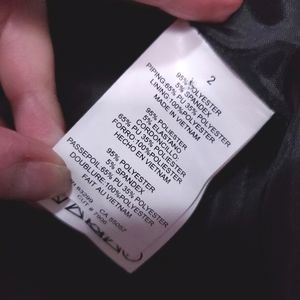 2
95% POLYESTER
5% SPANDEX
PIPING: 65% PU 35% POLYESTER
LINING: 100% POLYESTER
MADE IN VIETNAM
95% POLIESTER
5% ELASTANO
CORDONCILLO:
65% PU 35% POLIESTER
FORRO: 100% POLIESTER
HECHO EN VIETNAM
95% POLYESTER
5% SPANDEX
PASSEPOIL: 65% PU 35% POLYESTER
DOUBLURE: 100% POLYESTER
FAIT AU VIETNAM
CUT # 7906